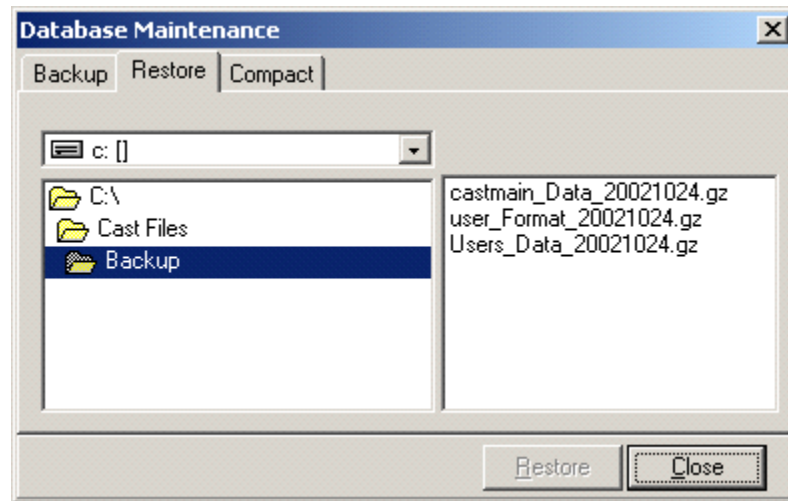 Database Maintenance
Backup Restore Compact
c: []
C:\
Cast Files
Backup
castmain_Data_20021024.gz
user_Format_20021024.gz
Users_Data_20021024.gz
Restore Close